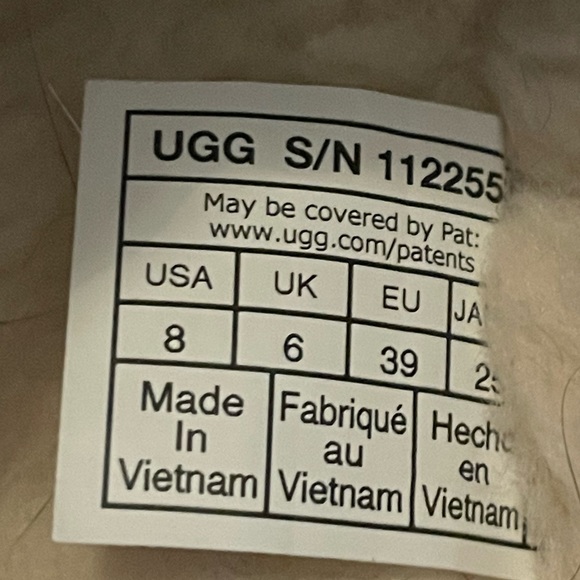 UGG S/N 112255
May be covered by Pat:
www.ugg.com/patents
USA UK EU JA
8 6 39
Made In Vietnam
Fabriqué au Vietnam
en Vietnam